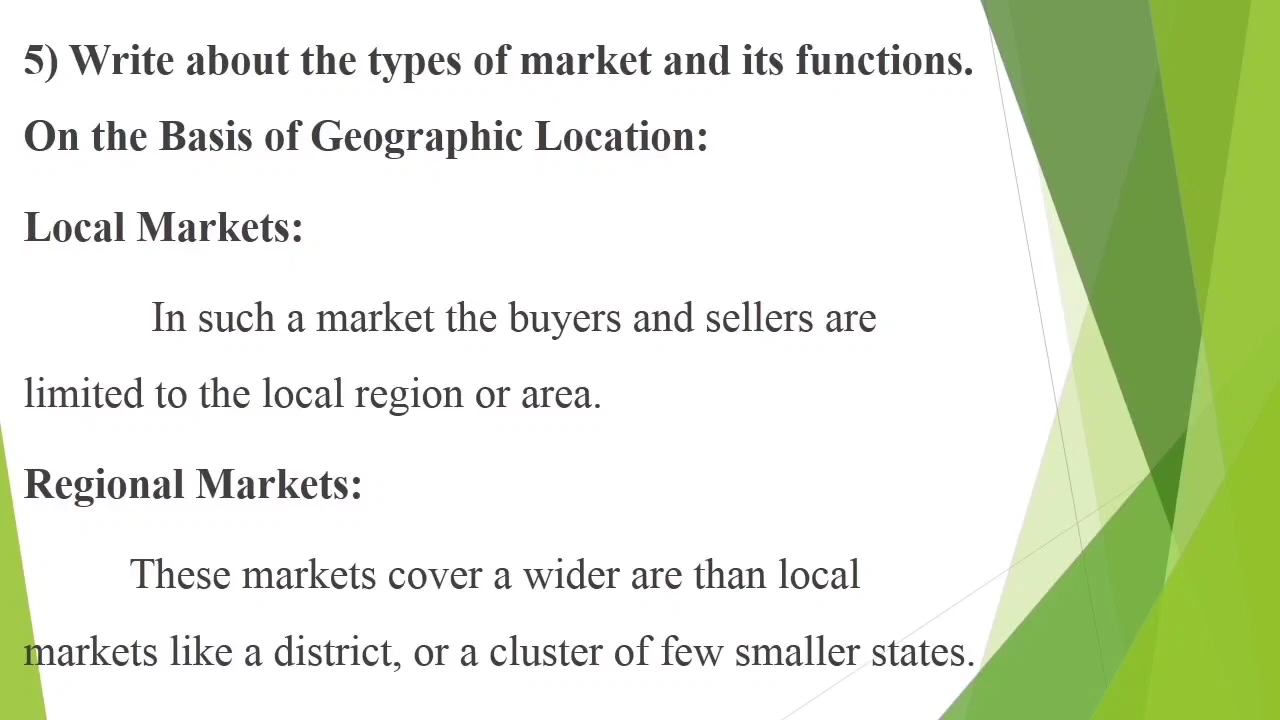 5) Write about the types of market and its functions.
On the Basis of Geographic Location:
Local Markets:
In such a market the buyers and sellers are
limited to the local region or area.
Regional Markets:
These markets cover a wider are than local
markets like a district, or a cluster of few smaller states.